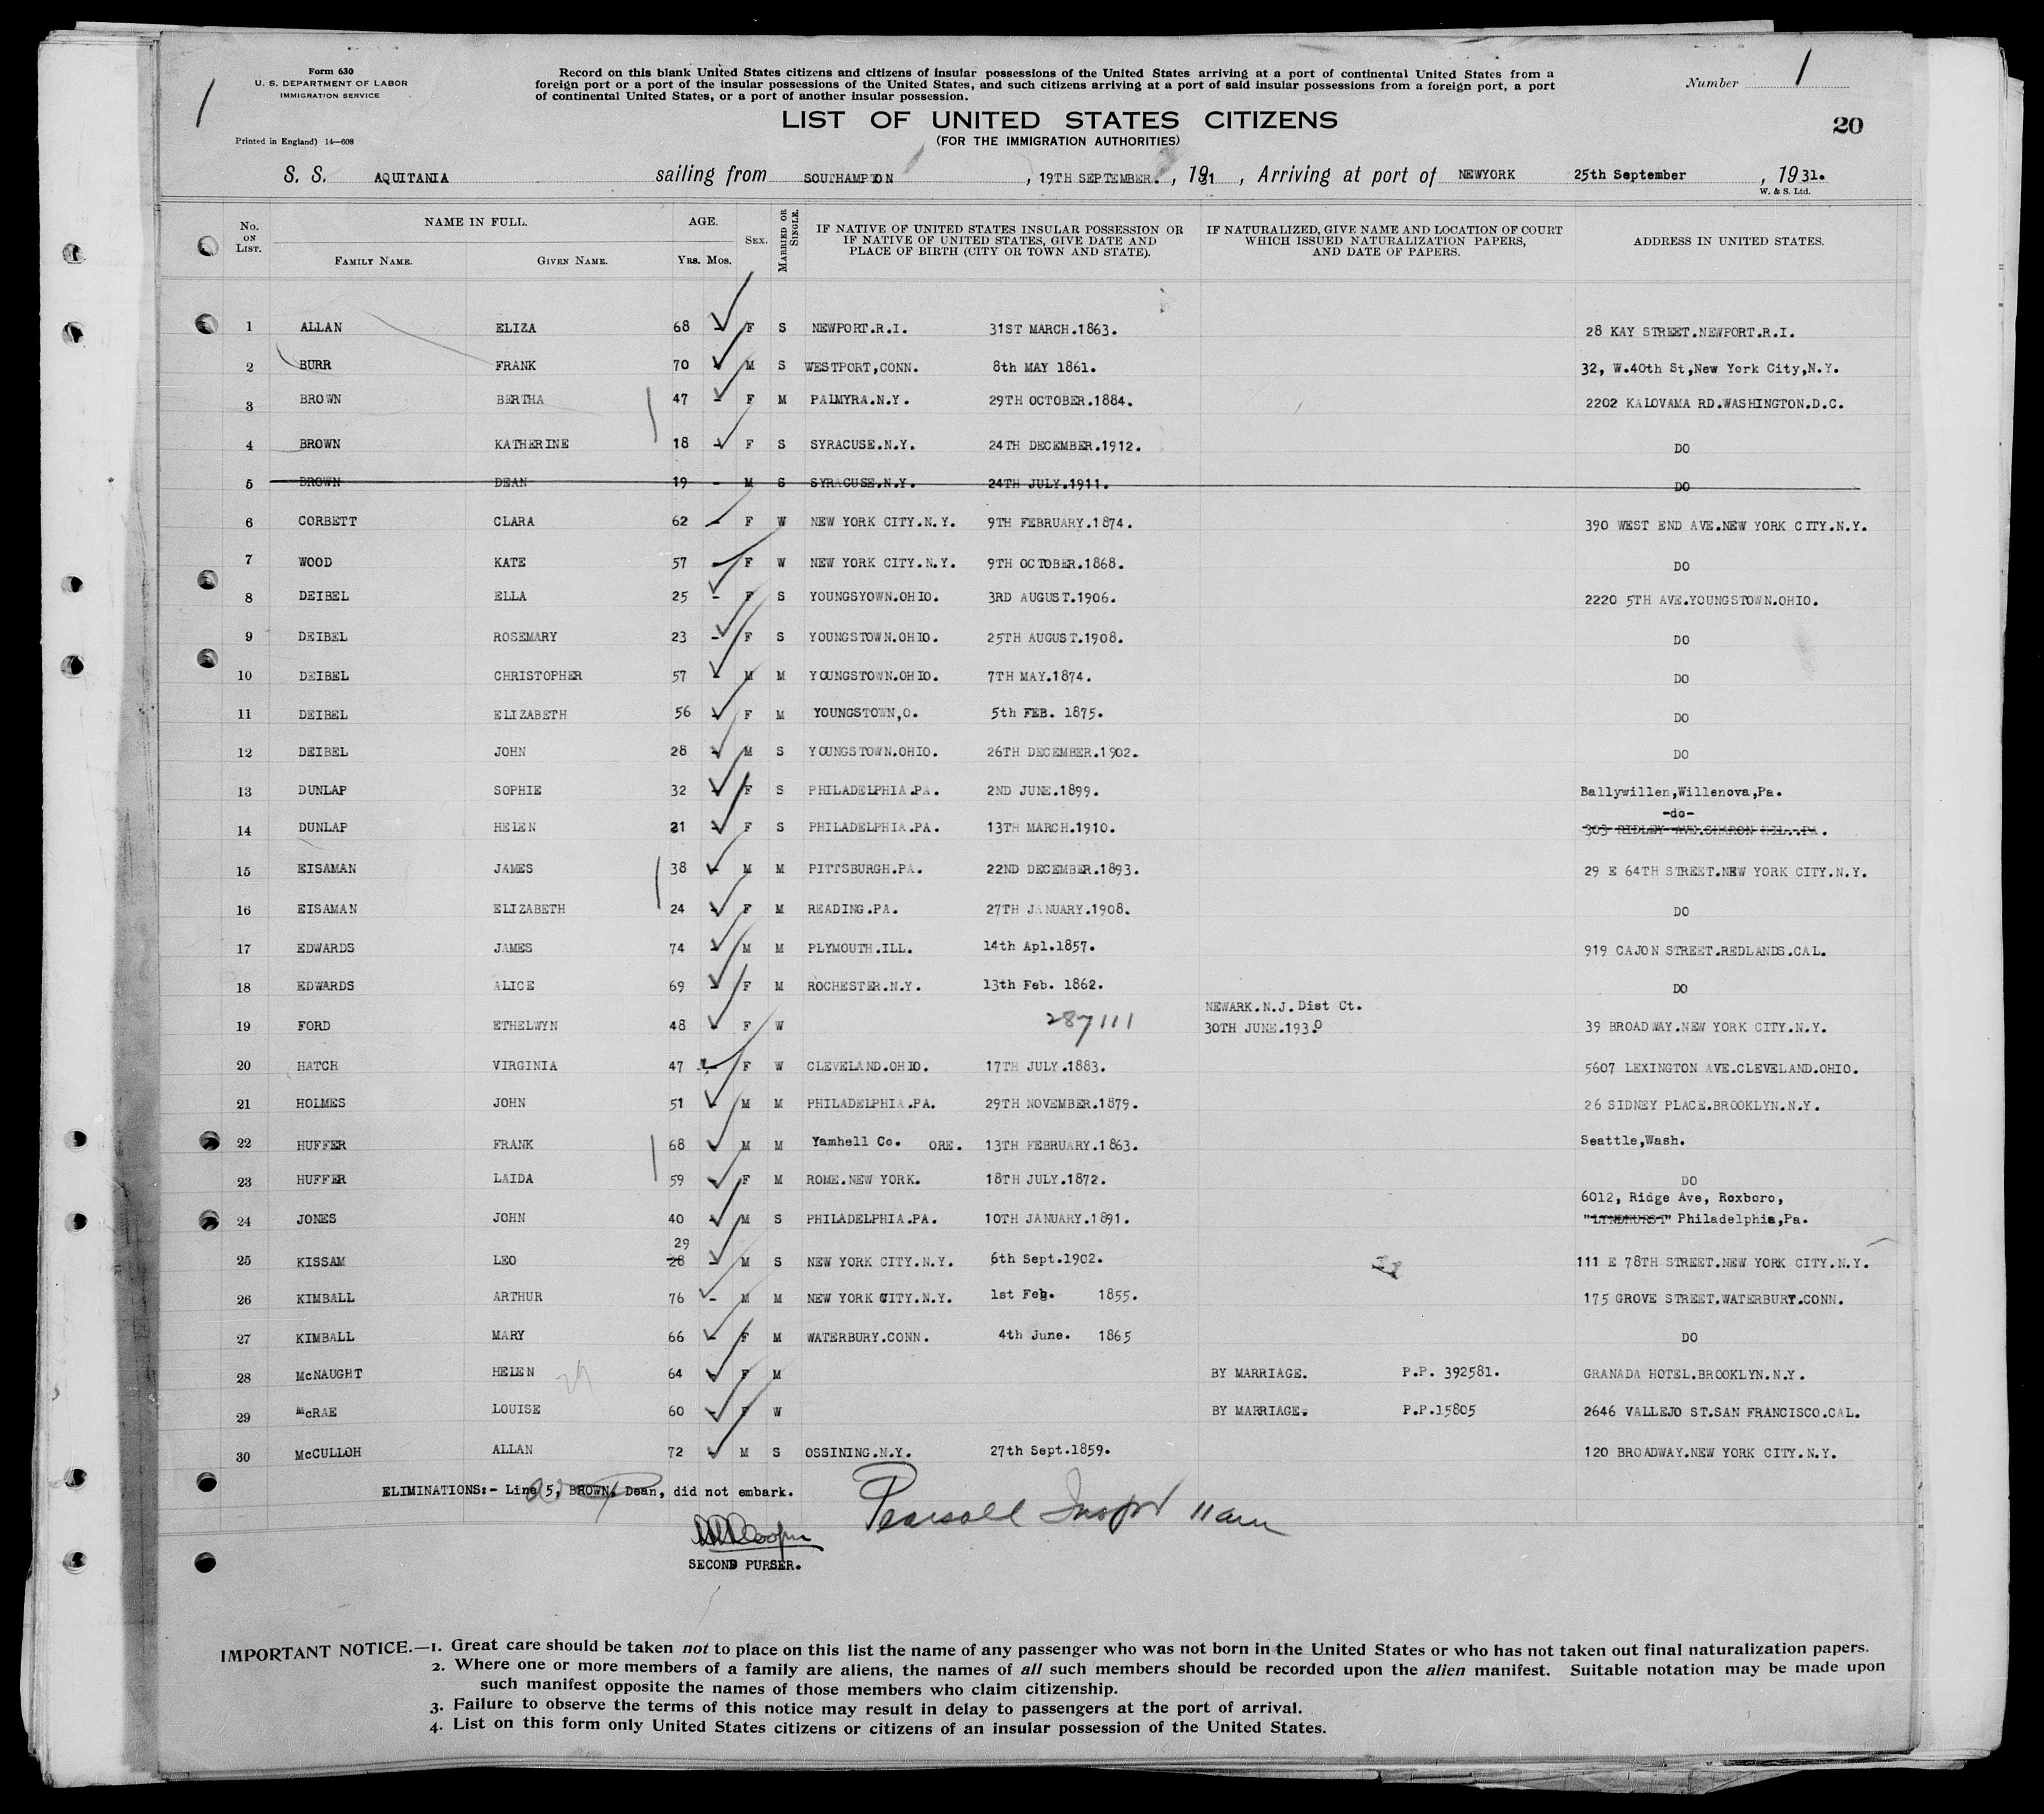 Form 630
U. S. DEPARTMENT OF LABOR
IMMIGRATION SERVICE
Printed in England) 14—608
Record on this blank United States citizens and citizens of insular possessions of the United States arriving at a port of continental United States from a
foreign port or a port of the insular possessions of the United States, and such citizens arriving at a port of said insular possessions from a foreign port, a port
of continental United States, or a port of another insular possession.
Number 1
1
20
LIST OF UNITED STATES CITIZENS
(FOR THE IMMIGRATION AUTHORITIES)
S. S. AQUITANIA sailing from SOUTHAMPTON , 19TH SEPTEMBER. , 1931 , Arriving at port of NEWYORK 25th September , 1931.
W. & S. Ltd.
No. ON LIST. NAME IN FULL. FAMILY NAME. GIVEN NAME. AGE. YRS. MOS. SEX. MARRIED OR SINGLE. IF NATIVE OF UNITED STATES INSULAR POSSESSION OR IF NATIVE OF UNITED STATES, GIVE DATE AND PLACE OF BIRTH (CITY OR TOWN AND STATE). IF NATURALIZED, GIVE NAME AND LOCATION OF COURT WHICH ISSUED NATURALIZATION PAPERS, AND DATE OF PAPERS. ADDRESS IN UNITED STATES.
1 ALLAN ELIZA 68 - F S NEWPORT.R.I. 31ST MARCH.1863. 28 KAY STREET.NEWPORT.R.I.
2 BURR FRANK 70 - M S WESTPORT,CONN. 8th MAY 1861. 32, W.40th St,New York City,N.Y.
3 BROWN BERTHA 47 - F M PALMYRA.N.Y. 29TH OCTOBER.1884. 2202 KALOVAMA RD.WASHINGTON.D.C.
4 BROWN KATHERINE 18 - F S SYRACUSE.N.Y. 24TH DECEMBER.1912. DO
5 BROWN DEAN 19 - M S SYRACUSE.N.Y. 24TH JULY.1911. DO
6 CORBETT CLARA 62 - F W NEW YORK CITY.N.Y. 9TH FEBRUARY.1874. 390 WEST END AVE.NEW YORK CITY.N.Y.
7 WOOD KATE 57 - F W NEW YORK CITY.N.Y. 9TH OCTOBER.1868. DO
8 DEIBEL ELLA 25 - F S YOUNGSYOWN.OHIO. 3RD AUGUST.1906. 2220 5TH AVE.YOUNGSTOWN.OHIO.
9 DEIBEL ROSEMARY 23 - F S YOUNGSTOWN.OHIO. 25TH AUGUST.1908. DO
10 DEIBEL CHRISTOPHER 57 - M M YOUNGSTOWN.OHIO. 7TH MAY.1874. DO
11 DEIBEL ELIZABETH 56 - F M YOUNGSTOWN,O. 5th FEB. 1875. DO
12 DEIBEL JOHN 28 - M S YOUNGSTOWN.OHIO. 26TH DECEMBER.1902. DO
13 DUNLAP SOPHIE 32 - F S PHILADELPHIA.PA. 2ND JUNE.1899. Ballywillen,Willenova,Pa.
-do-
14 DUNLAP HELEN 21 - F S PHILADELPHIA.PA. 13TH MARCH.1910. 303 RIDLEY AVE.SHARON HIL..PA.
15 EISAMAN JAMES 38 - M M PITTSBURGH.PA. 22ND DECEMBER.1893. 29 E 64TH STREET.NEW YORK CITY.N.Y.
16 EISAMAN ELIZABETH 24 - F M READING.PA. 27TH JANUARY.1908. DO
17 EDWARDS JAMES 74 - M M PLYMOUTH.ILL. 14th Apl.1857. 919 CAJON STREET.REDLANDS.CAL.
18 EDWARDS ALICE 69 - F M ROCHESTER.N.Y. 13th Feb. 1862. DO
NEWARK.N.J. Dist Ct.
19 FORD ETHELWYN 48 - F W 287111 30TH JUNE.1930 39 BROADWAY.NEW YORK CITY.N.Y.
20 HATCH VIRGINIA 47 - F W CLEVELAND.OHIO. 17TH JULY.1883. 5607 LEXINGTON AVE.CLEVELAND.OHIO.
21 HOLMES JOHN 51 - M M PHILADELPHIA.PA. 29TH NOVEMBER.1879. 26 SIDNEY PLACE.BROOKLYN.N.Y.
22 HUFFER FRANK 68 - M M Yamhell Co. ORE. 13TH FEBRUARY.1863. Seattle,Wash.
23 HUFFER LAIDA 59 - F M ROME.NEW YORK. 18TH JULY.1872. DO
6012, Ridge Ave, Roxboro,
24 JONES JOHN 40 - M S PHILADELPHIA.PA. 10TH JANUARY.1891. "LYNDHURST" Philadelphia,Pa.
29
25 KISSAM LEO 28 - M S NEW YORK CITY.N.Y. 6th Sept.1902. 111 E 78TH STREET.NEW YORK CITY.N.Y.
26 KIMBALL ARTHUR 76 - M M NEW YORK CITY.N.Y. 1st Feb. 1855. 175 GROVE STREET.WATERBURY.CONN.
27 KIMBALL MARY 66 - F M WATERBURY.CONN. 4th June. 1865 DO
28 McNAUGHT HELEN 64 - F M BY MARRIAGE. P.P. 392581. GRANADA HOTEL.BROOKLYN.N.Y.
29 McRAE LOUISE 60 - F W BY MARRIAGE. P.P.15805 2646 VALLEJO ST.SAN FRANCISCO.CAL.
30 McCULLOH ALLAN 72 - M S OSSINING.N.Y. 27th Sept.1859. 120 BROADWAY.NEW YORK CITY.N.Y.
ELIMINATIONS:- Line 5, BROWN, Dean, did not embark.
Pearsall Inspr 11am
SECOND PURSER.
IMPORTANT NOTICE.—1. Great care should be taken not to place on this list the name of any passenger who was not born in the United States or who has not taken out final naturalization papers.
2. Where one or more members of a family are aliens, the names of all such members should be recorded upon the alien manifest. Suitable notation may be made upon
such manifest opposite the names of those members who claim citizenship.
3. Failure to observe the terms of this notice may result in delay to passengers at the port of arrival.
4. List on this form only United States citizens or citizens of an insular possession of the United States.